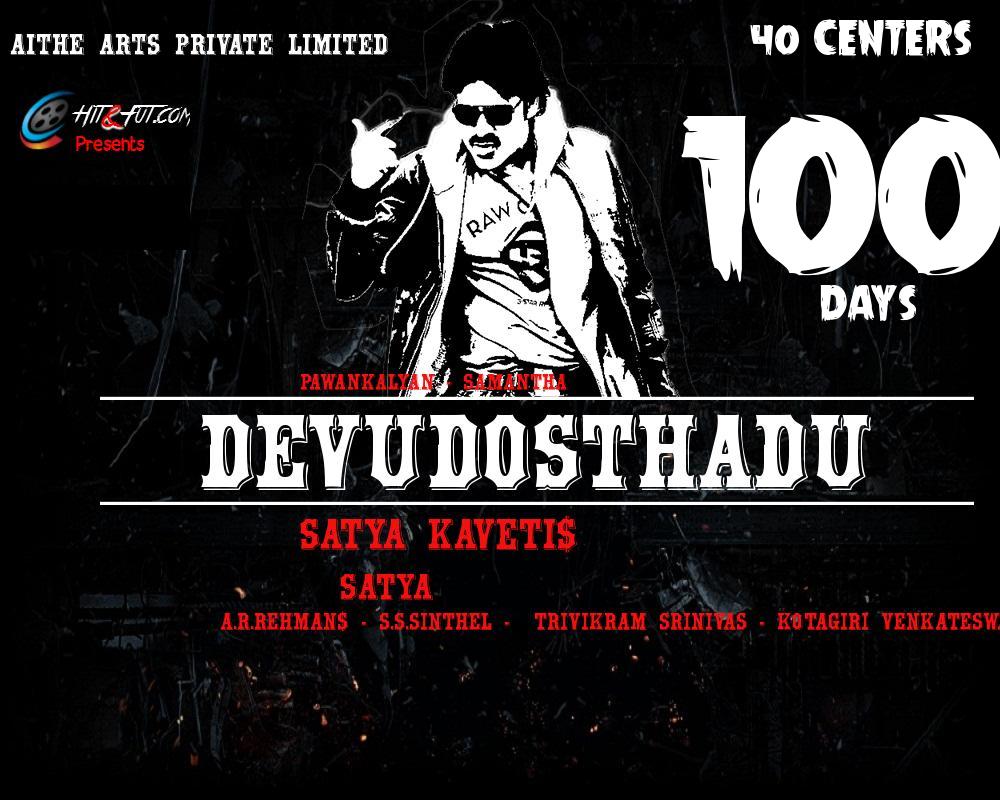 AITHE ARTS PRIVATE LIMITED
40 CENTERS
HIT&FUT.COM
Presents
100
DAYS
RAW
PAWANKALYAN - SAMANTHA
DEVUDOSTHADU
SATYA KAVETI$
SATYA
A.R.REHMAN$ - S.S.SINTHEL - TRIVIKRAM SRINIVAS - KOTAGIRI VENKATESW